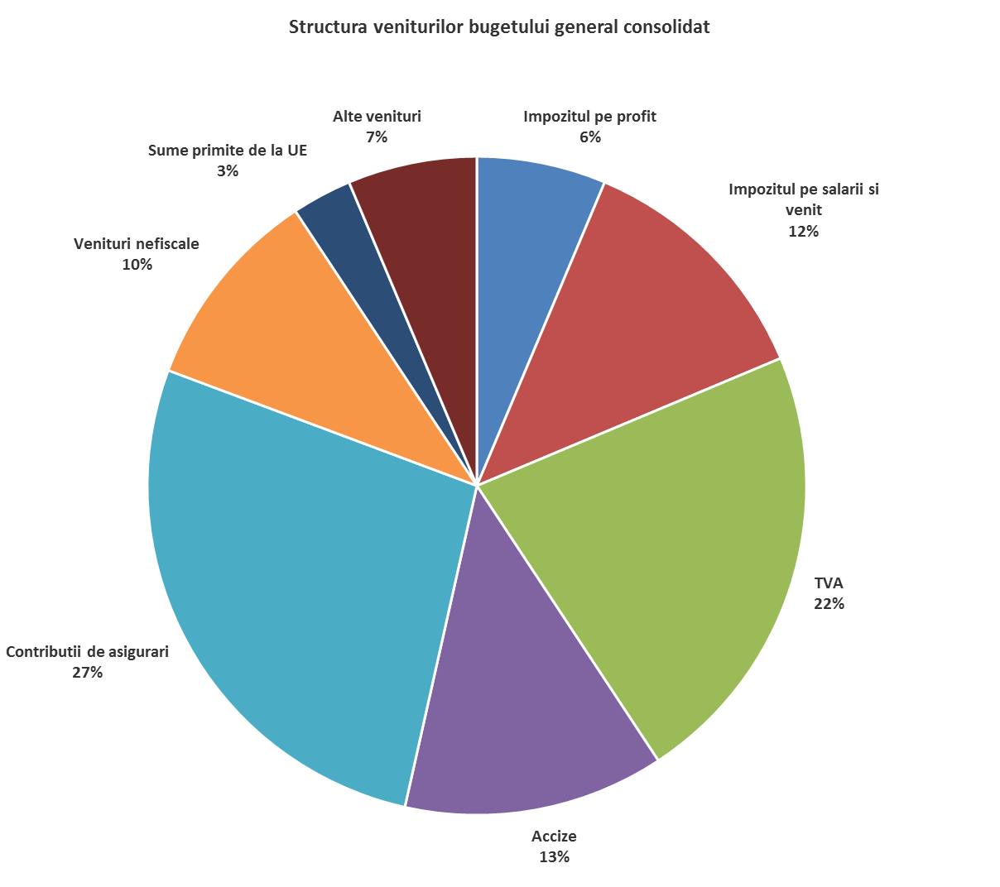 Structura veniturilor bugetului general consolidat
Alte venituri
7%
Impozitul pe profit
6%
Sume primite de la UE
3%
Impozitul pe salarii si
venit
12%
Venituri nefiscale
10%
TVA
22%
Contributii de asigurari
27%
Accize
13%